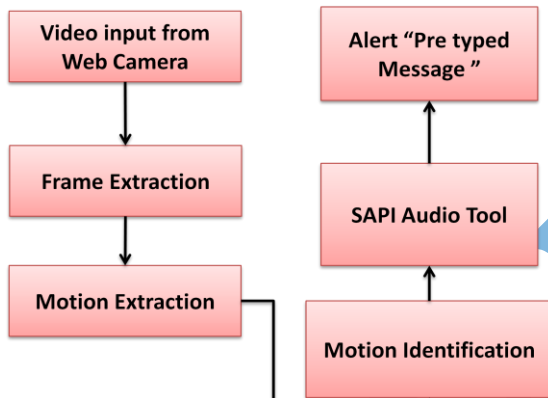 Video input from
Web Camera
Frame Extraction
Motion Extraction
Alert “Pre typed
Message ”
SAPI Audio Tool
Motion Identification